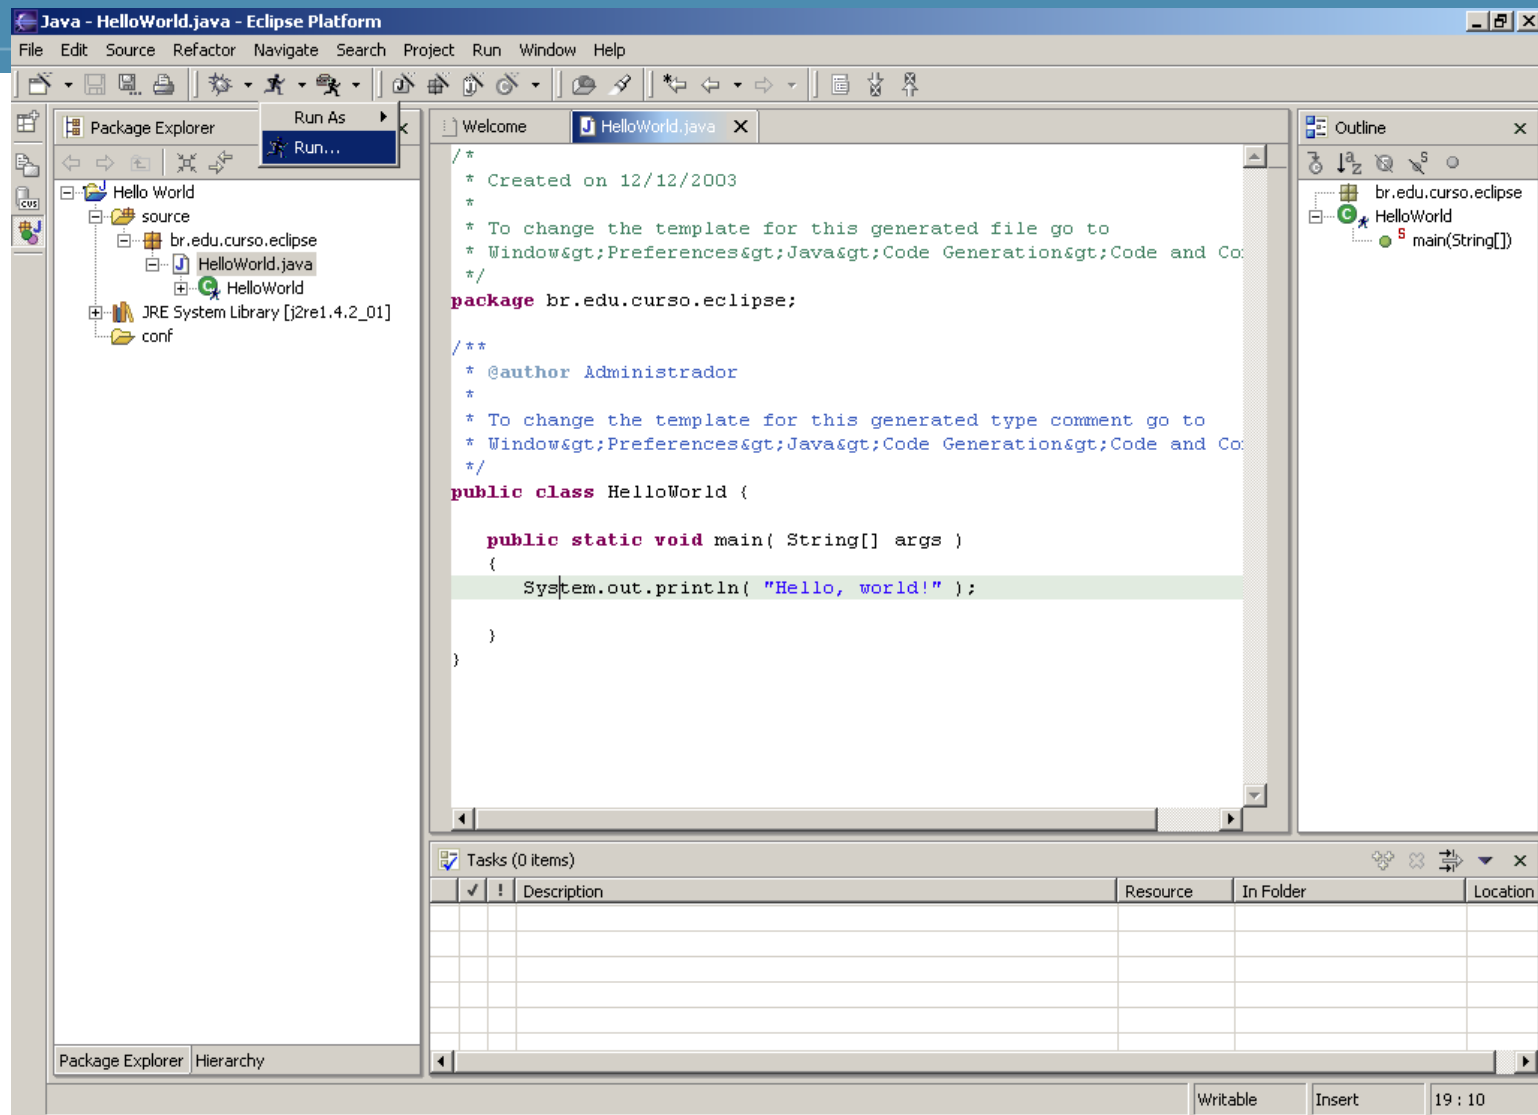 Java - HelloWorld.java - Eclipse Platform
File Edit Source Refactor Navigate Search Project Run Window Help
Run As
Run...
Package Explorer
Hello World
source
br.edu.curso.eclipse
HelloWorld.java
HelloWorld
JRE System Library [j2re1.4.2_01]
conf
Package Explorer Hierarchy
Welcome HelloWorld.java
/*
* Created on 12/12/2003
*
* To change the template for this generated file go to
* Window&gt;Preferences&gt;Java&gt;Code Generation&gt;Code and Co
*/
package br.edu.curso.eclipse;
/**
* @author Administrador
*
* To change the template for this generated type comment go to
* Window&gt;Preferences&gt;Java&gt;Code Generation&gt;Code and Co
*/
public class HelloWorld {
public static void main( String[] args )
{
System.out.println( "Hello, world!" );
}
}
Outline
br.edu.curso.eclipse
HelloWorld
main(String[])
Tasks (0 items)
! Description Resource In Folder Location
Writable Insert 19 : 10